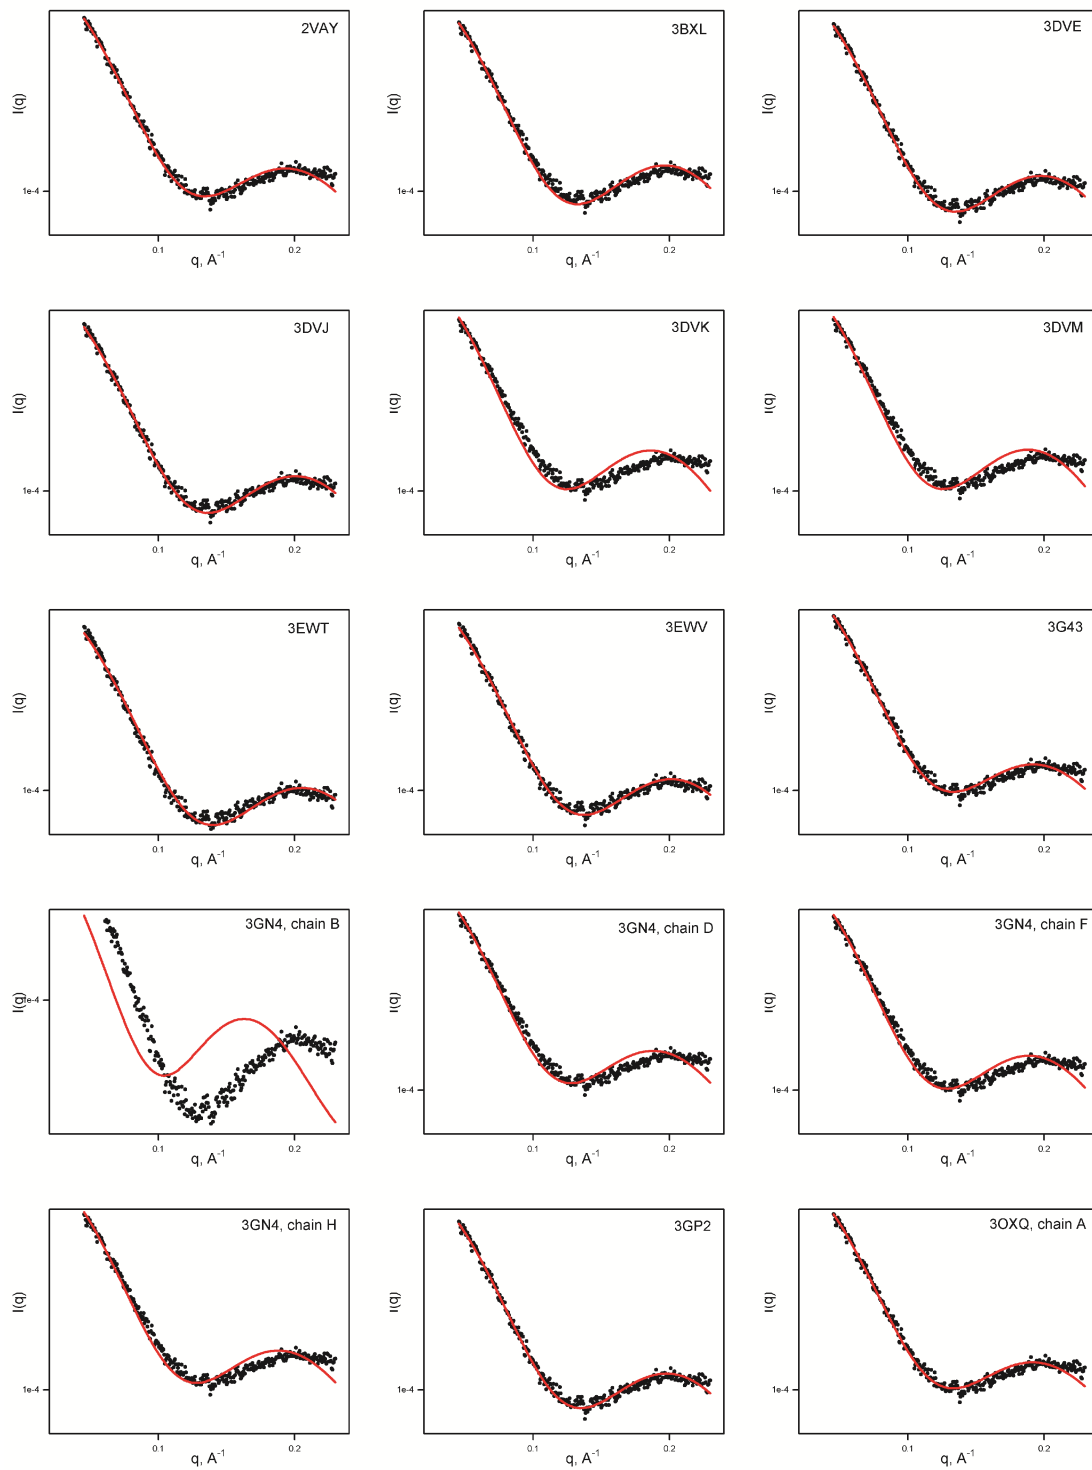 2VAY
I(q)
1e-4
0.1 0.2
q, A⁻¹
3BXL
I(q)
1e-4
0.1 0.2
q, A⁻¹
3DVE
I(q)
1e-4
0.1 0.2
q, A⁻¹
3DVJ
I(q)
1e-4
0.1 0.2
q, A⁻¹
3DVK
I(q)
1e-4
0.1 0.2
q, A⁻¹
3DVM
I(q)
1e-4
0.1 0.2
q, A⁻¹
3EWT
I(q)
1e-4
0.1 0.2
q, A⁻¹
3EWV
I(q)
1e-4
0.1 0.2
q, A⁻¹
3G43
I(q)
1e-4
0.1 0.2
q, A⁻¹
3GN4, chain B
I(q)
1e-4
0.1 0.2
q, A⁻¹
3GN4, chain D
I(q)
1e-4
0.1 0.2
q, A⁻¹
3GN4, chain F
I(q)
1e-4
0.1 0.2
q, A⁻¹
3GN4, chain H
I(q)
1e-4
0.1 0.2
q, A⁻¹
3GP2
I(q)
1e-4
0.1 0.2
q, A⁻¹
3OXQ, chain A
I(q)
1e-4
0.1 0.2
q, A⁻¹